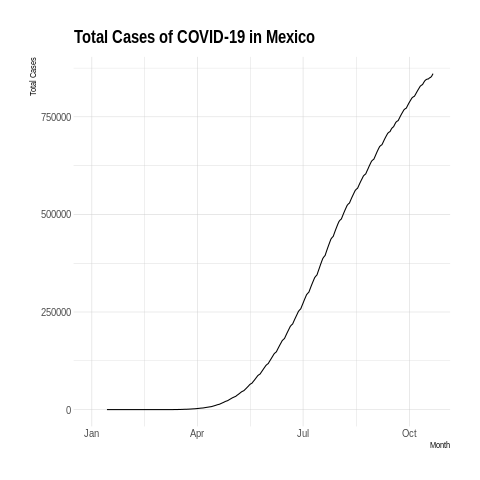 Total Cases of COVID-19 in Mexico
Total Cases
750000
500000
250000
0
Jan Apr Jul Oct
Month